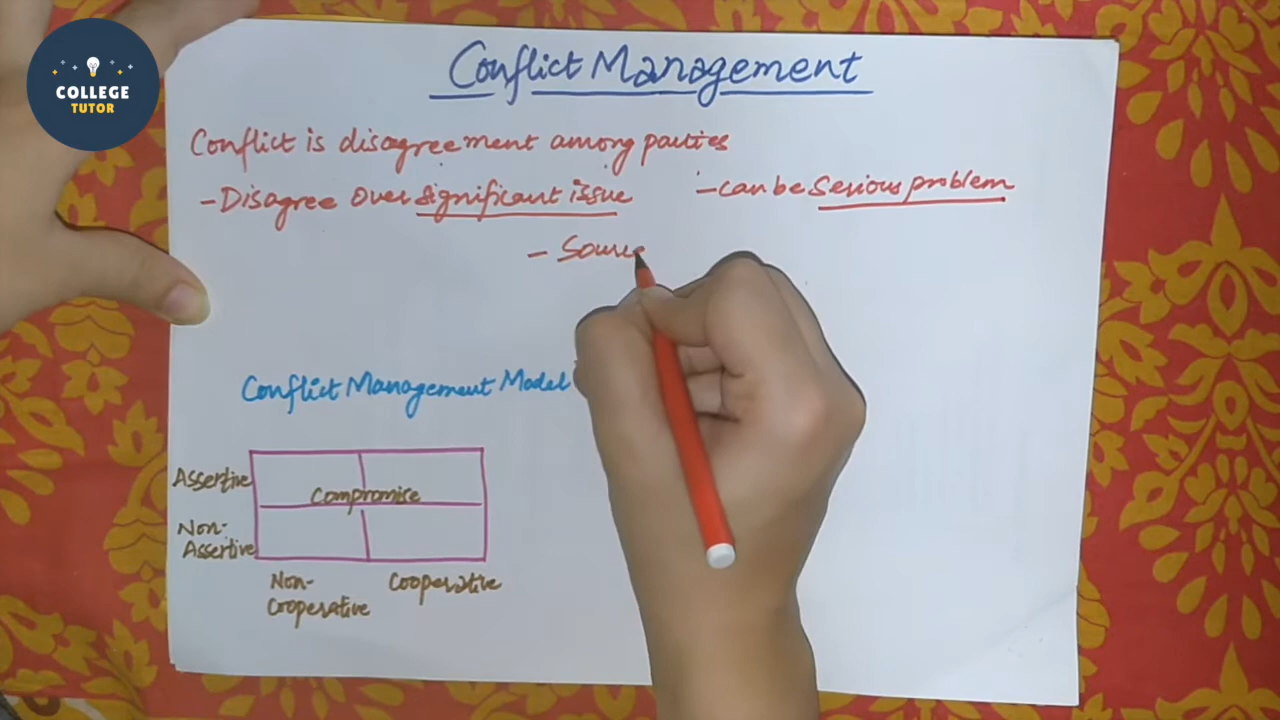 COLLEGE
TUTOR
Conflict Management
Conflict is disagreement among parties
- Disagree Over significant issue
- can be serious problem
- Source
Conflict Management Model
Assertive
Compromise
Non-
Assertive
Non-
Cooperative
Cooperative